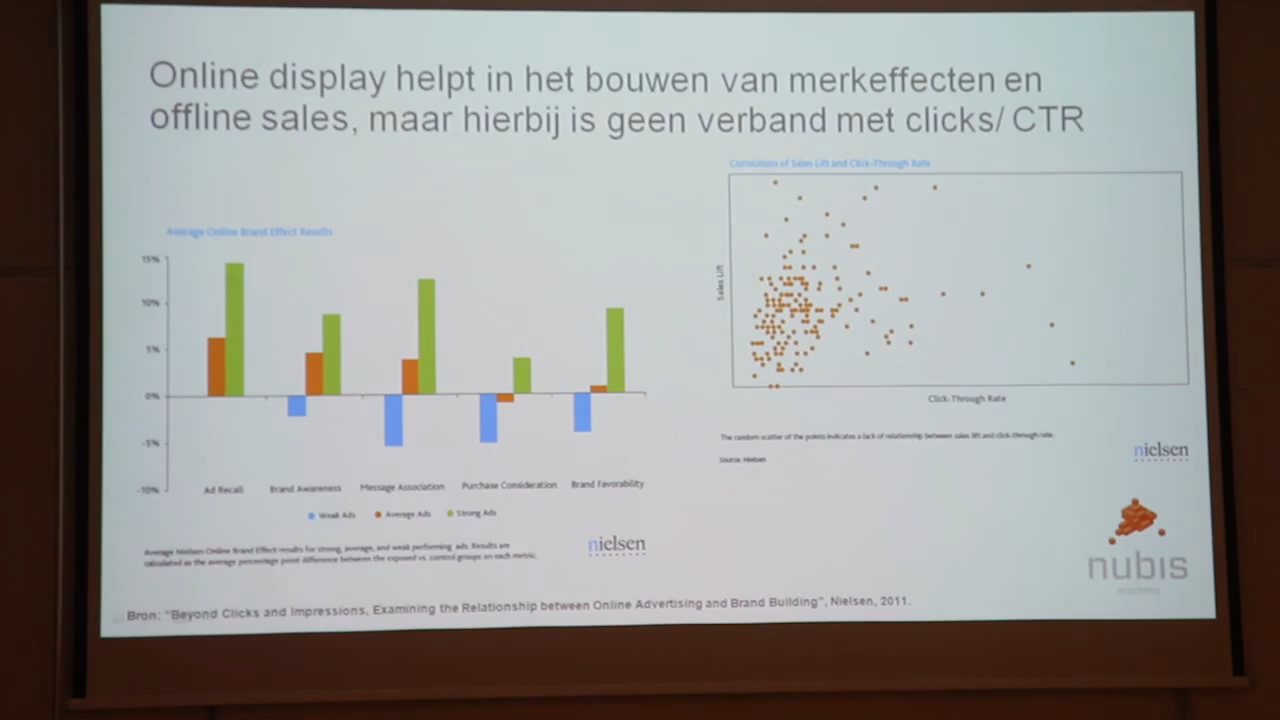 Online display helpt in het bouwen van merkeffecten en
offline sales, maar hierbij is geen verband met clicks/ CTR
Average Online Brand Effect Results
15%
10%
5%
0%
-5%
-10%
Ad Recall Brand Awareness Message Association Purchase Consideration Brand Favorability
Weak Ads Average Ads Strong Ads
Average Nielsen Online Brand Effect results for strong, average, and weak performing ads. Results are
calculated as the average percentage point difference between the exposed vs. control groups on each metric.
nielsen
Correlation of Sales Lift and Click-Through Rate
Sales Lift
Click-Through Rate
The random scatter of the points indicates a lack of relationship between sales lift and click-through rate.
Source: Nielsen
nielsen
nubis
academy
Bron: "Beyond Clicks and Impressions, Examining the Relationship between Online Advertising and Brand Building", Nielsen, 2011.